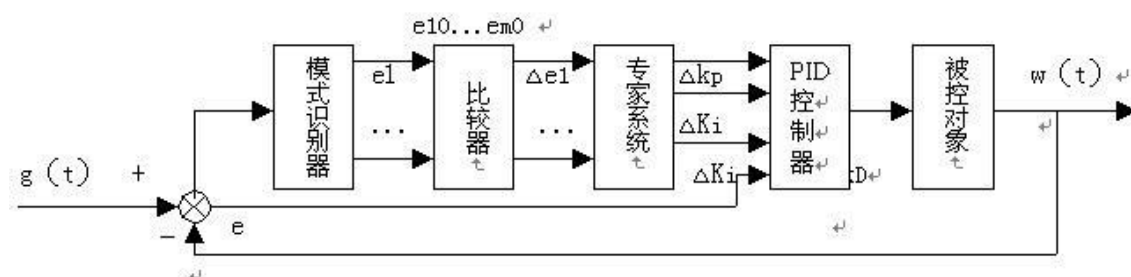 e10...em0
模式识别器
e1
...
比较器
△e1
...
专家系统
△kp
△Ki
△Ki
PID控制器
KD
被控对象
w(t)
g(t)
+
−
e